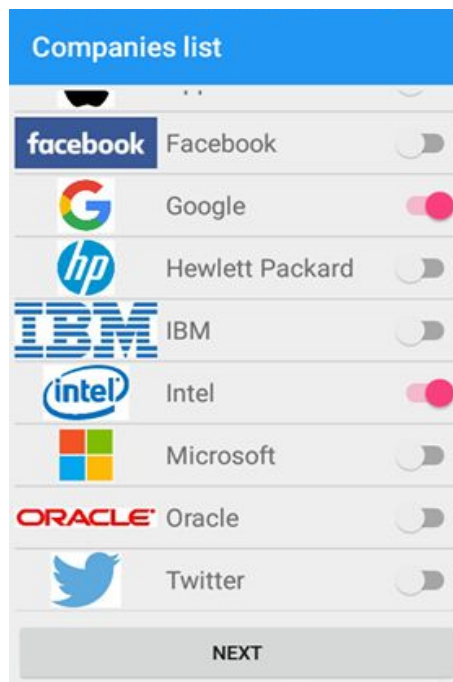 Companies list
facebook Facebook
G Google
hp Hewlett Packard
IBM IBM
intel Intel
Microsoft
ORACLE Oracle
Twitter
NEXT